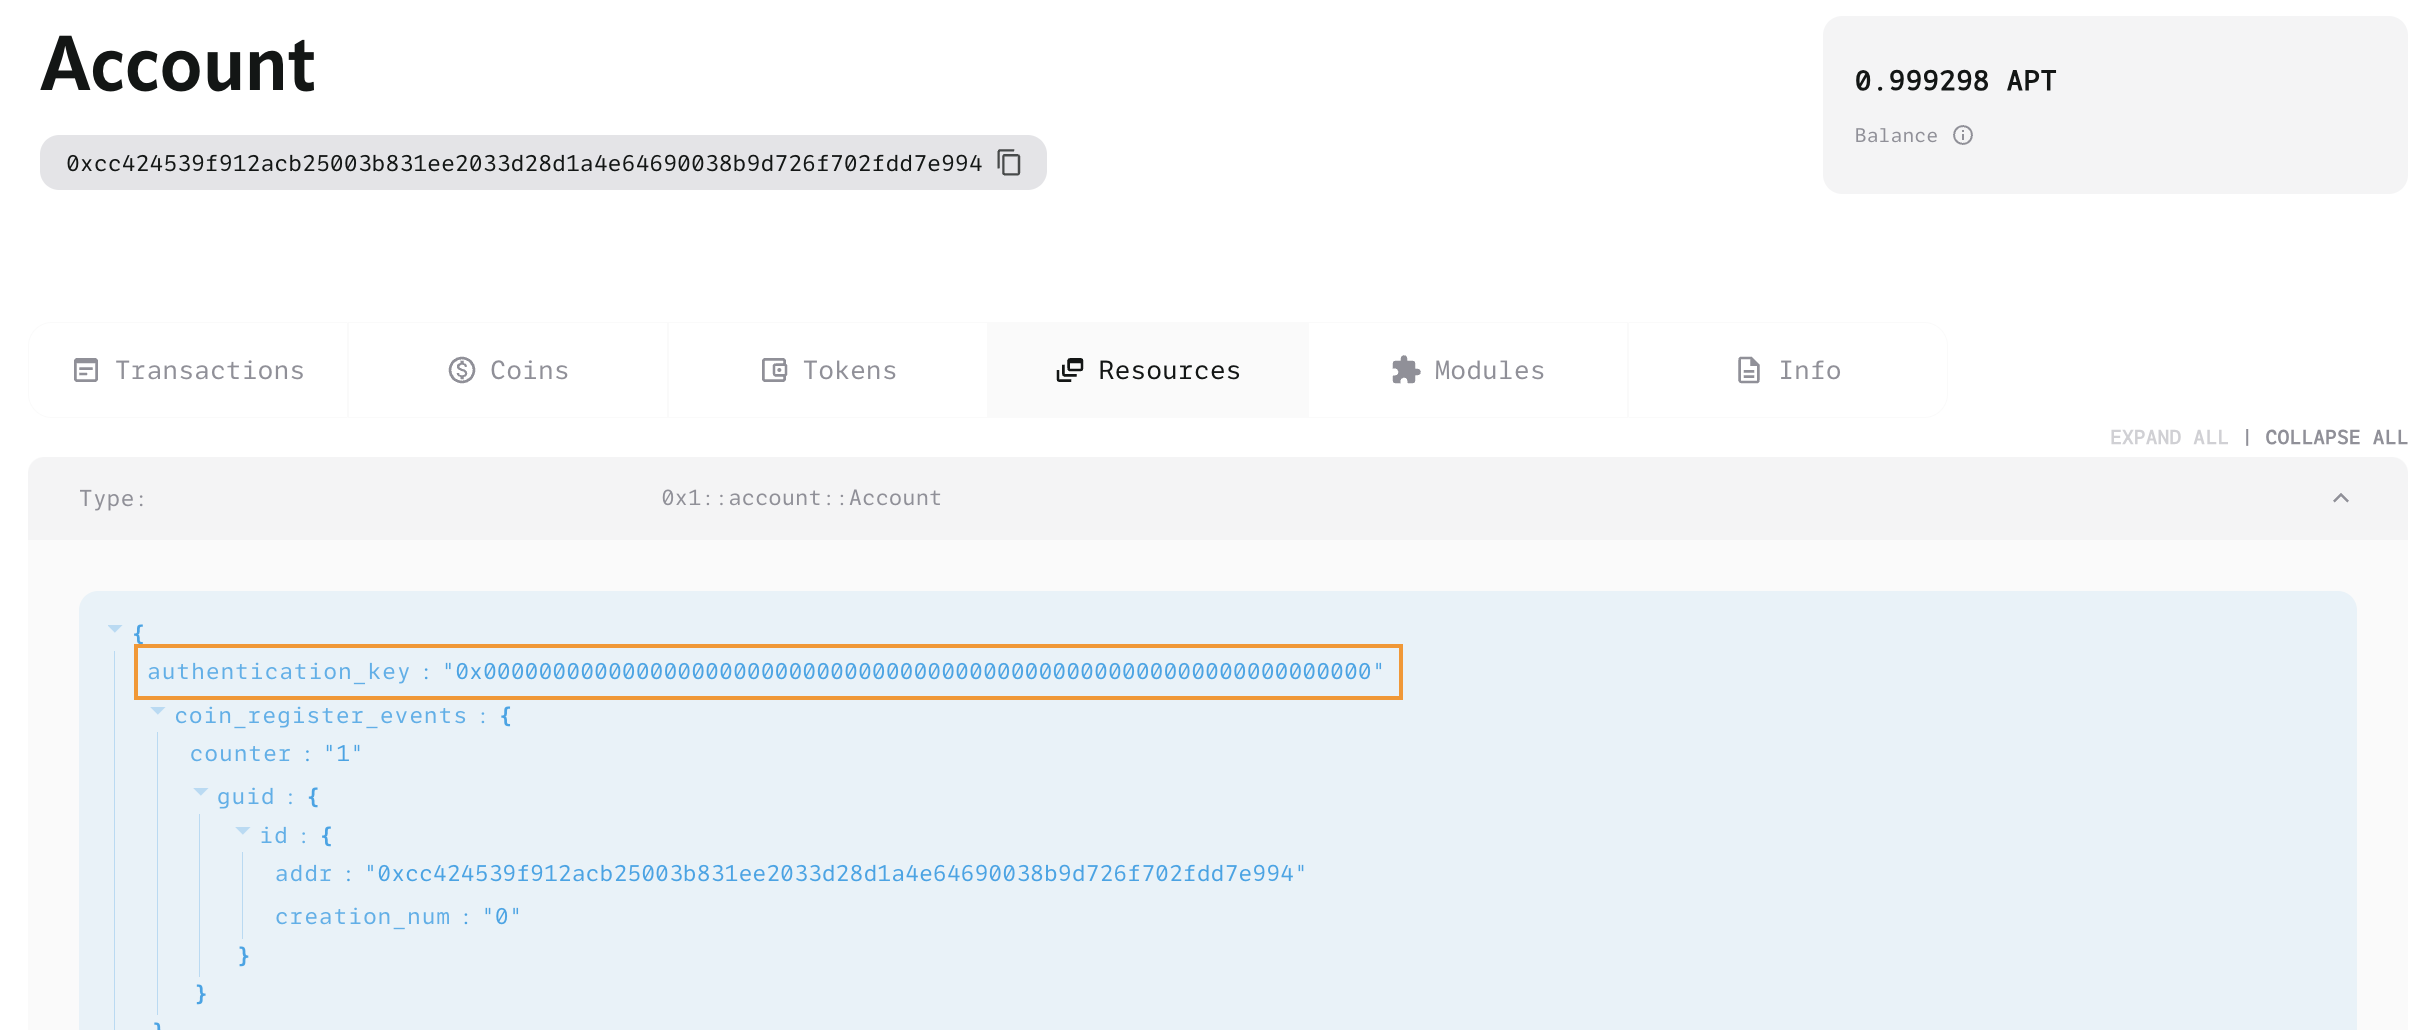 Account
0.999298 APT
Balance
0xcc424539f912acb25003b831ee2033d28d1a4e64690038b9d726f702fdd7e994
Transactions Coins Tokens Resources Modules Info
EXPAND ALL | COLLAPSE ALL
Type: 0x1::account::Account
{
authentication_key : "0x0000000000000000000000000000000000000000000000000000000000000000"
coin_register_events : {
counter : "1"
guid : {
id : {
addr : "0xcc424539f912acb25003b831ee2033d28d1a4e64690038b9d726f702fdd7e994"
creation_num : "0"
}
}
}